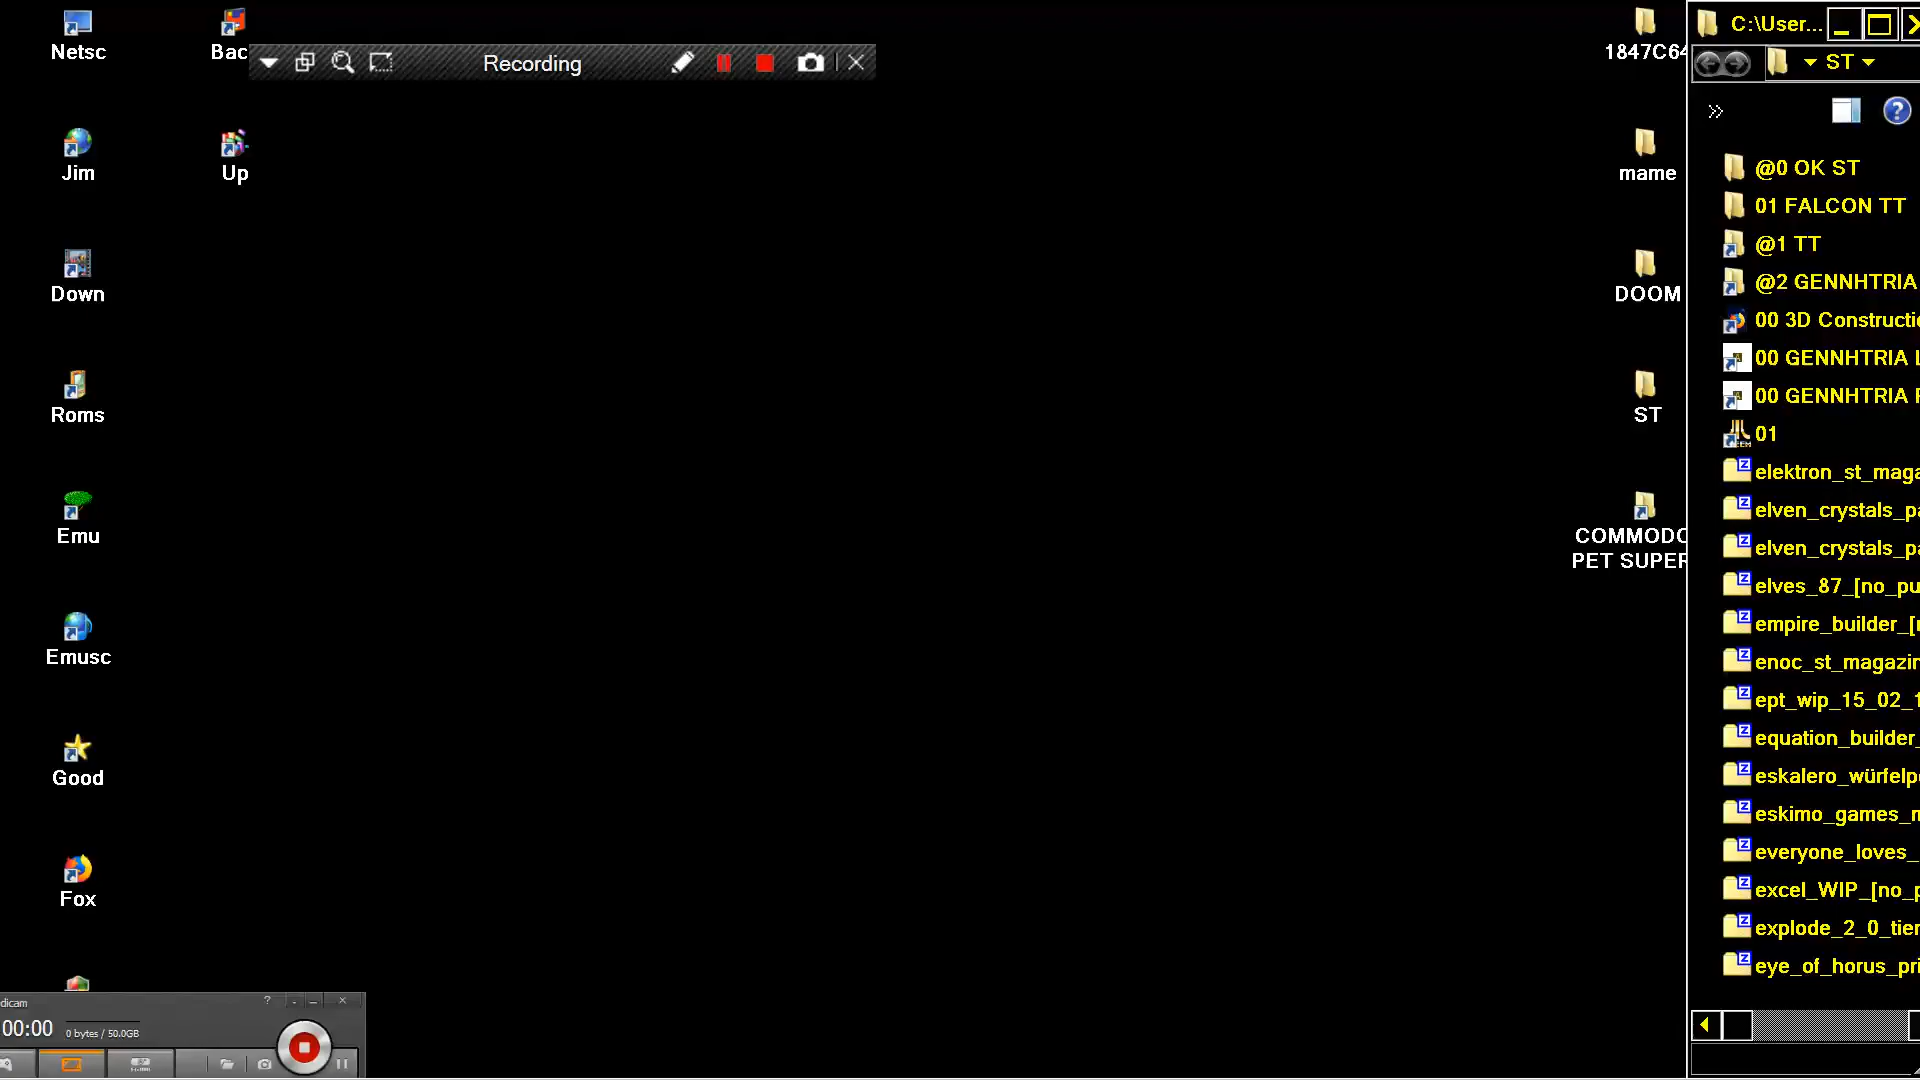 Netsc
Bac
Jim
Up
Down
Roms
Emu
Emusc
Good
Fox
Recording
1847C64
mame
DOOM
ST
COMMODO
PET SUPER
C:\User...
ST
@0 OK ST
01 FALCON TT
@1 TT
@2 GENNHTRIA
00 3D Constructi
00 GENNHTRIA
00 GENNHTRIA
01
elektron_st_maga
elven_crystals_pa
elven_crystals_pa
elves_87_[no_pu
empire_builder_[
enoc_st_magazin
ept_wip_15_02_1
equation_builder_
eskalero_würfelp
eskimo_games_
everyone_loves_
excel_WIP_[no_p
explode_2_0_tier
eye_of_horus_pri
dicam
00:00
0 bytes / 50.0GB